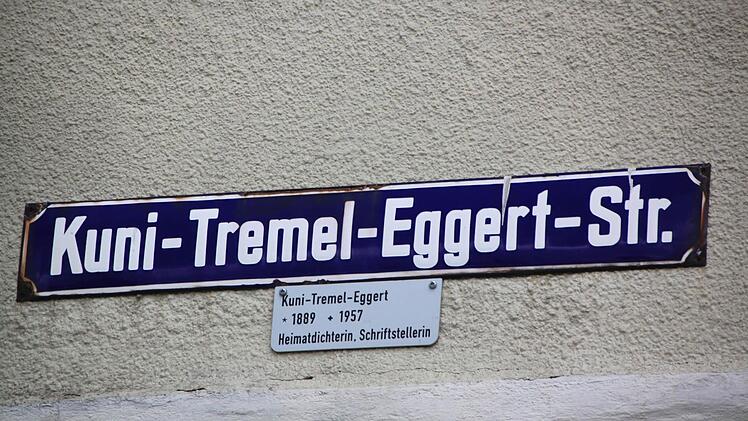 Kuni-Tremel-Eggert-Str.
Kuni-Tremel-Eggert
* 1889 + 1957
Heimatdichterin, Schriftstellerin